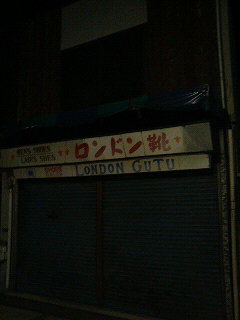 MEN'S SHOES
LADY'S SHOES
ロンドン靴
LONDON GUTU